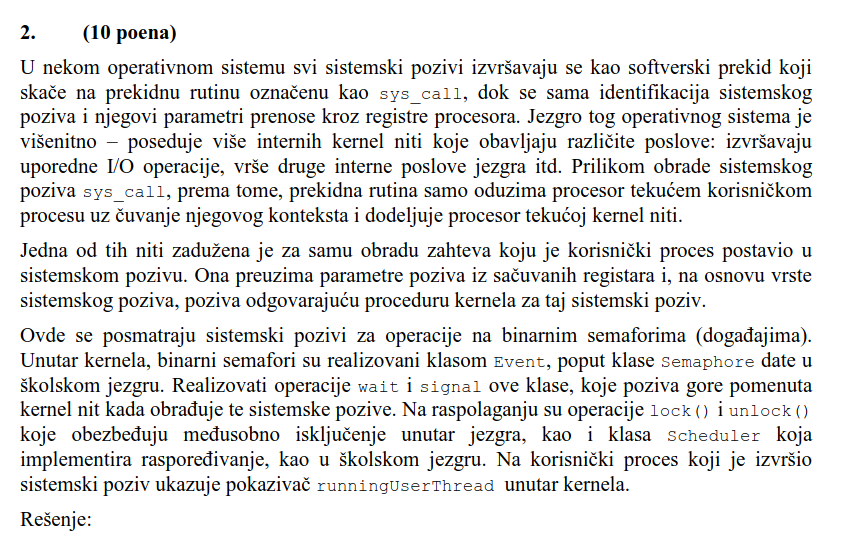 2. (10 poena)
U nekom operativnom sistemu svi sistemski pozivi izvršavaju se kao softverski prekid koji
skače na prekidnu rutinu označenu kao sys_call, dok se sama identifikacija sistemskog
poziva i njegovi parametri prenose kroz registre procesora. Jezgro tog operativnog sistema je
višenitno – poseduje više internih kernel niti koje obavljaju različite poslove: izvršavaju
uporedne I/O operacije, vrše druge interne poslove jezgra itd. Prilikom obrade sistemskog
poziva sys_call, prema tome, prekidna rutina samo oduzima procesor tekućem korisničkom
procesu uz čuvanje njegovog konteksta i dodeljuje procesor tekućoj kernel niti.
Jedna od tih niti zadužena je za samu obradu zahteva koju je korisnički proces postavio u
sistemskom pozivu. Ona preuzima parametre poziva iz sačuvanih registara i, na osnovu vrste
sistemskog poziva, poziva odgovarajuću proceduru kernela za taj sistemski poziv.
Ovde se posmatraju sistemski pozivi za operacije na binarnim semaforima (događajima).
Unutar kernela, binarni semafori su realizovani klasom Event, poput klase Semaphore date u
školskom jezgru. Realizovati operacije wait i signal ove klase, koje poziva gore pomenuta
kernel nit kada obrađuje te sistemske pozive. Na raspolaganju su operacije lock() i unlock()
koje obezbeđuju međusobno isključenje unutar jezgra, kao i klasa Scheduler koja
implementira raspoređivanje, kao u školskom jezgru. Na korisnički proces koji je izvršio
sistemski poziv ukazuje pokazivač runningUserThread unutar kernela.
Rešenje: